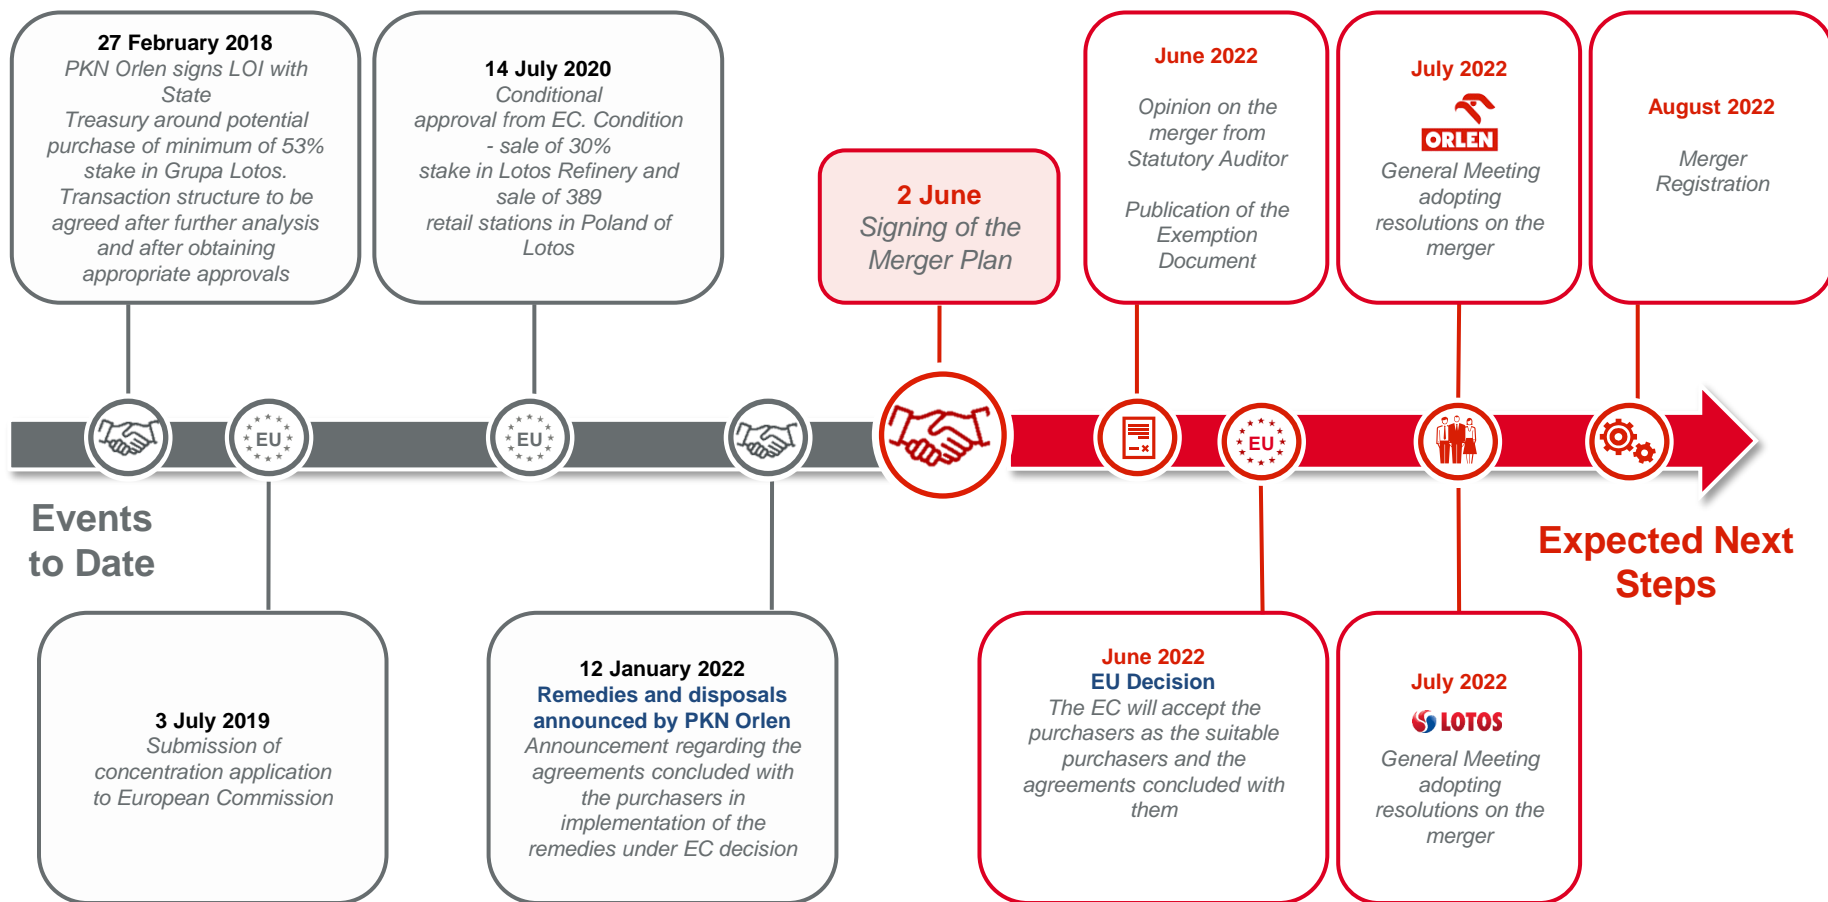 27 February 2018
PKN Orlen signs LOI with
State
Treasury around potential
purchase of minimum of 53%
stake in Grupa Lotos.
Transaction structure to be
agreed after further analysis
and after obtaining
appropriate approvals
14 July 2020
Conditional
approval from EC. Condition
- sale of 30%
stake in Lotos Refinery and
sale of 389
retail stations in Poland of
Lotos
2 June
Signing of the
Merger Plan
June 2022
Opinion on the
merger from
Statutory Auditor
Publication of the
Exemption
Document
July 2022
ORLEN
General Meeting
adopting
resolutions on the
merger
August 2022
Merger
Registration
EU
EU
EU
Events
to Date
Expected Next
Steps
3 July 2019
Submission of
concentration application
to European Commission
12 January 2022
Remedies and disposals
announced by PKN Orlen
Announcement regarding the
agreements concluded with
the purchasers in
implementation of the
remedies under EC decision
June 2022
EU Decision
The EC will accept the
purchasers as the suitable
purchasers and the
agreements concluded with
them
July 2022
LOTOS
General Meeting
adopting
resolutions on the
merger